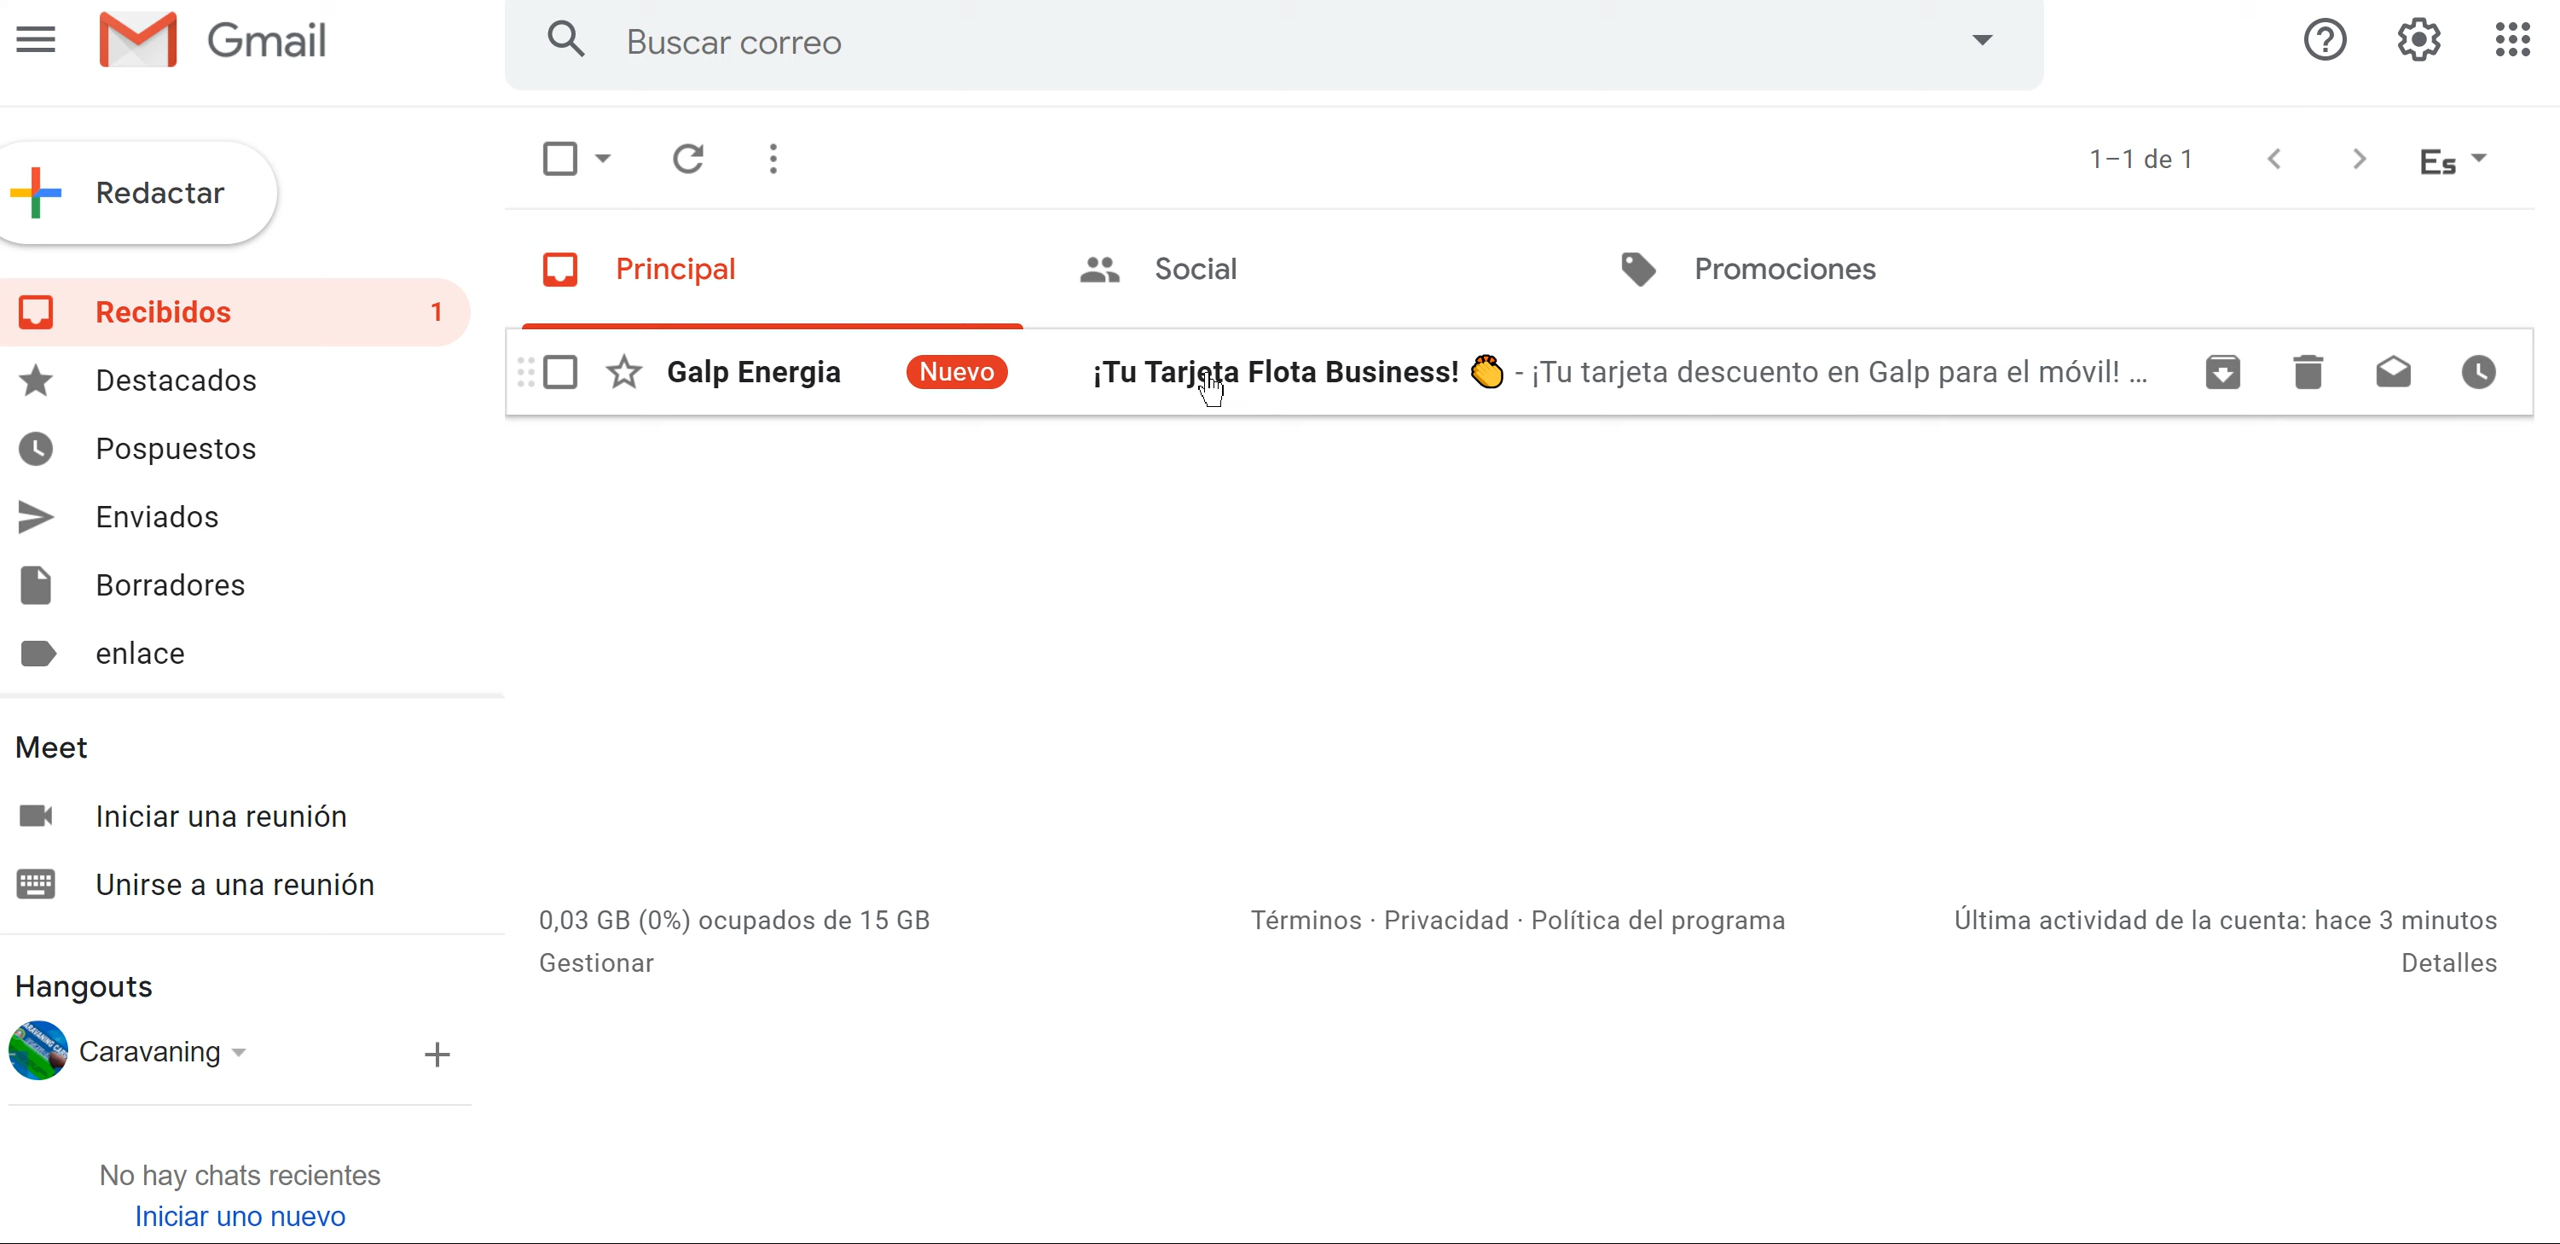 Gmail
Buscar correo
Redactar
1–1 de 1
Es
Recibidos 1
Destacados
Pospuestos
Enviados
Borradores
enlace
Principal
Social
Promociones
Galp Energia Nuevo ¡Tu Tarjeta Flota Business! 👏 - ¡Tu tarjeta descuento en Galp para el móvil! ...
Meet
Iniciar una reunión
Unirse a una reunión
Hangouts
CARAVANING
Caravaning
No hay chats recientes
Iniciar uno nuevo
0,03 GB (0%) ocupados de 15 GB
Gestionar
Términos · Privacidad · Política del programa
Última actividad de la cuenta: hace 3 minutos
Detalles